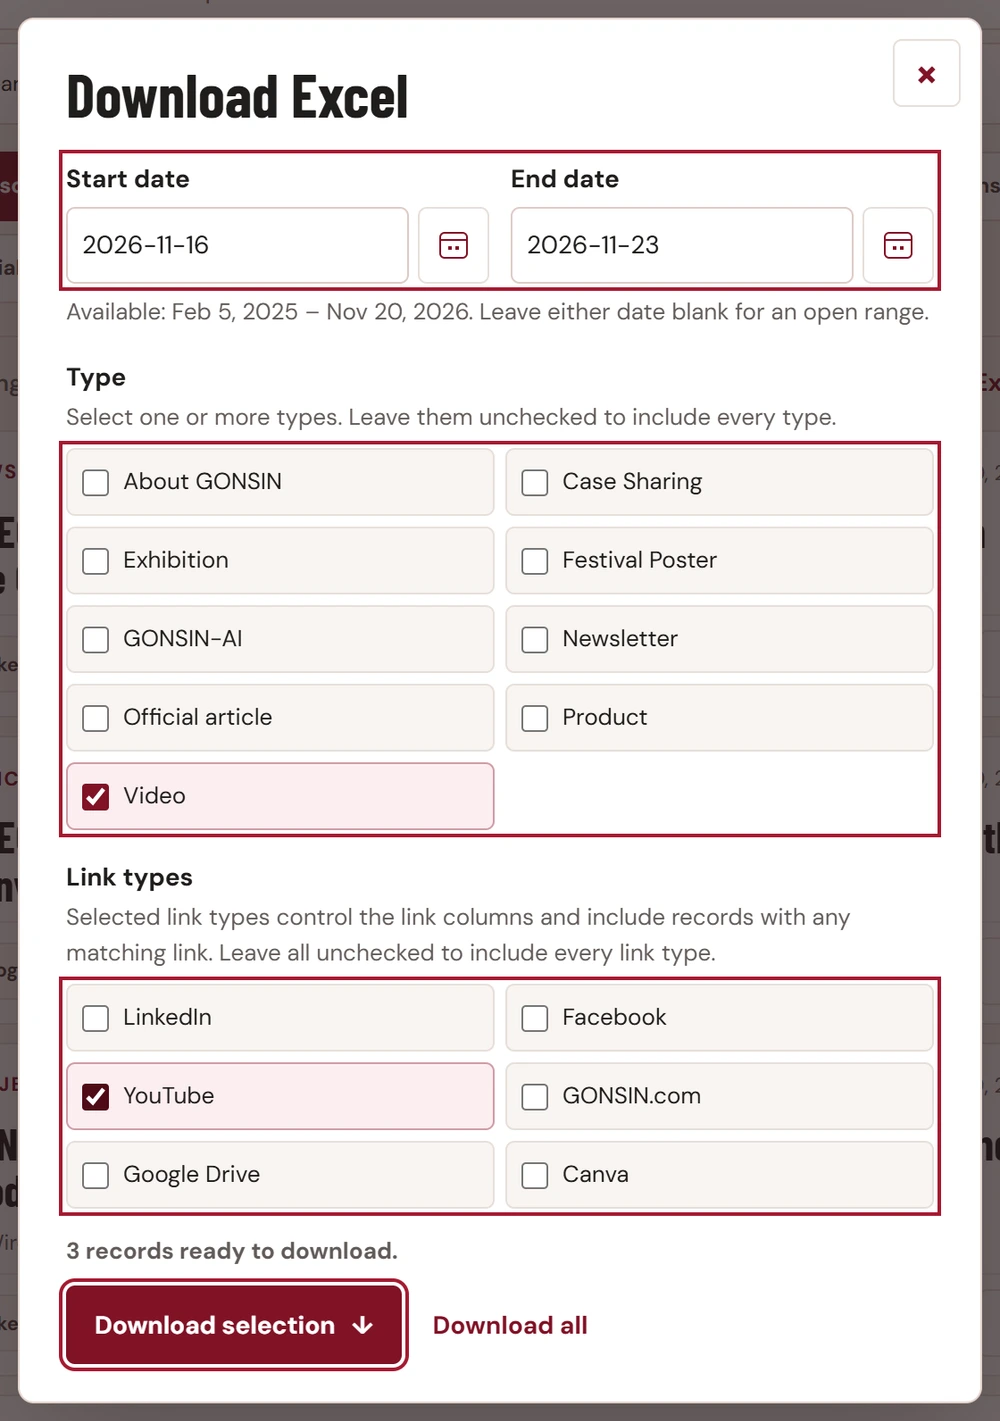 Download Excel
Start date
End date
2026-11-16
2026-11-23
Available: Feb 5, 2025 – Nov 20, 2026. Leave either date blank for an open range.
Type
Select one or more types. Leave them unchecked to include every type.
About GONSIN
Case Sharing
Exhibition
Festival Poster
GONSIN-AI
Newsletter
Official article
Product
Video
Link types
Selected link types control the link columns and include records with any
matching link. Leave all unchecked to include every link type.
LinkedIn
Facebook
YouTube
GONSIN.com
Google Drive
Canva
3 records ready to download.
Download selection ↓
Download all